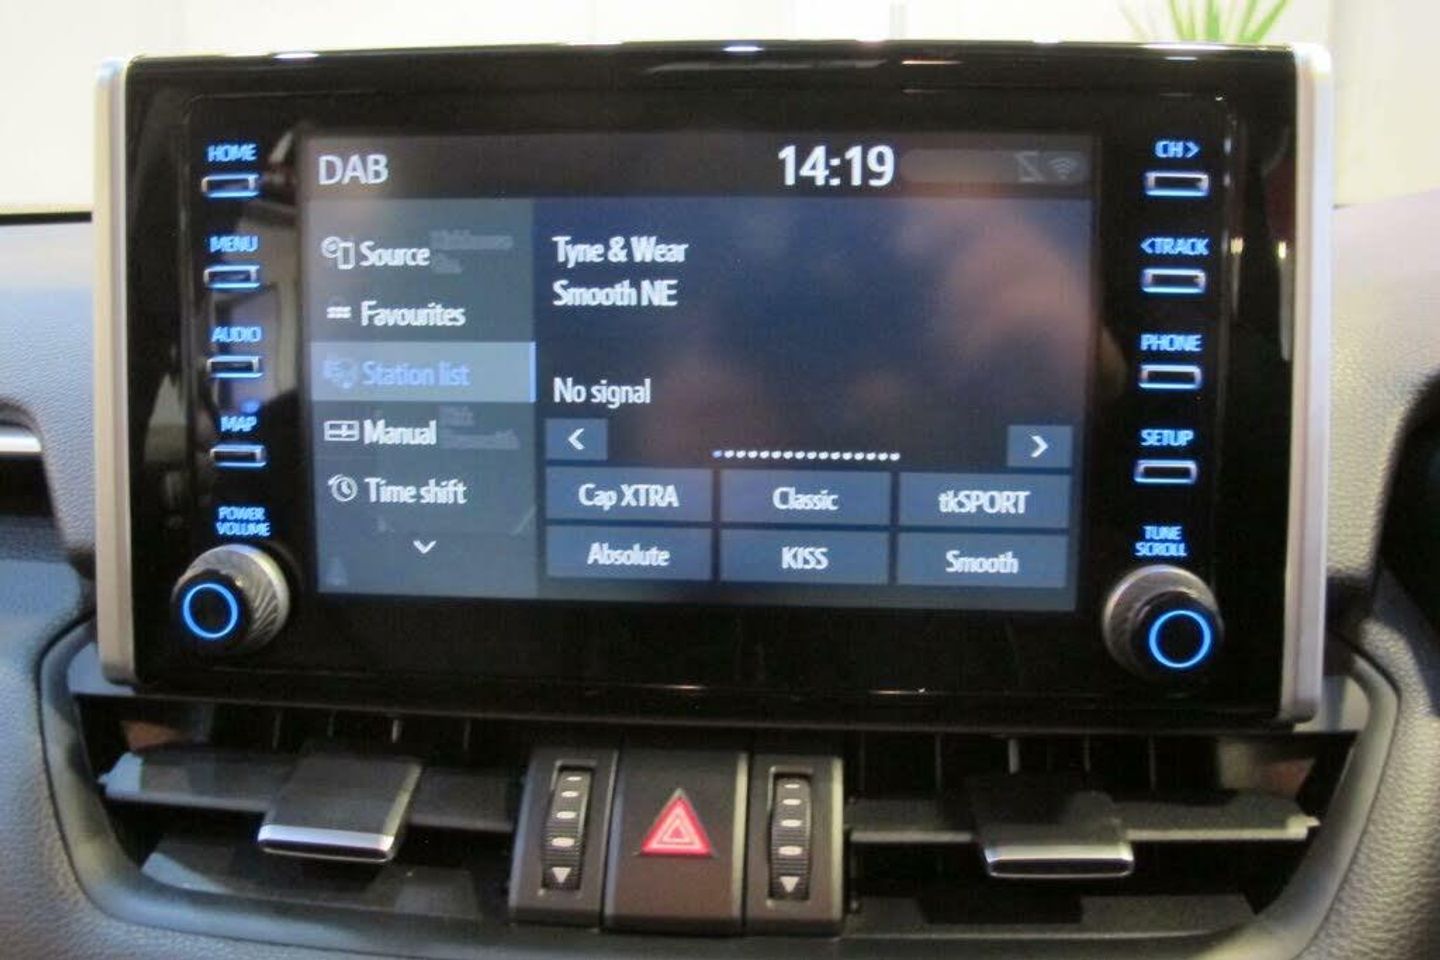 HOME
MENU
AUDIO
MAP
POWER
VOLUME
DAB
14:19
Source
Favourites
Station list
Manual
Time shift
Tyne & Wear
Smooth NE
No signal
<
>
Cap XTRA
Classic
tkSPORT
Absolute
KISS
Smooth
CH>
<TRACK
PHONE
SETUP
TUNE
SCROLL